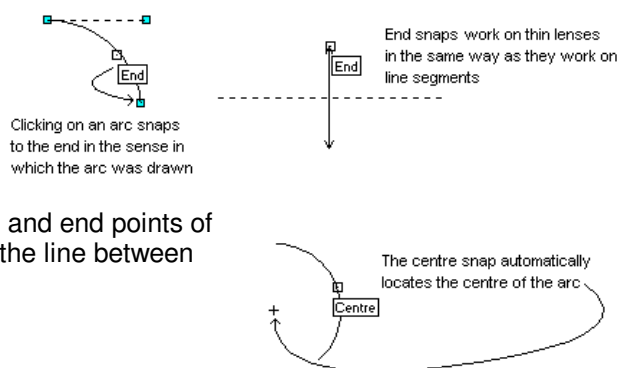 End
Clicking on an arc snaps
to the end in the sense in
which the arc was drawn
End
End snaps work on thin lenses
in the same way as they work on
line segments
and end points of
the line between
Centre
The centre snap automatically
locates the centre of the arc